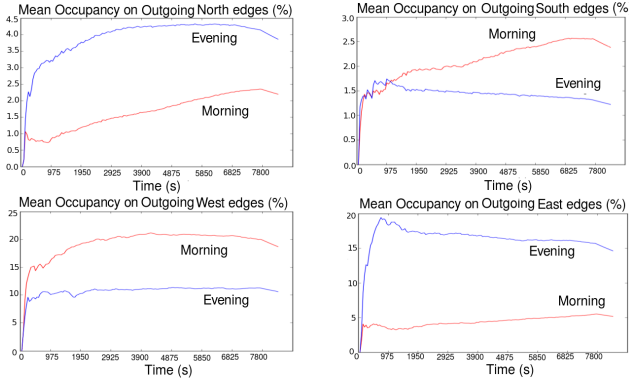 Mean Occupancy on Outgoing North edges (%)
4.5
4.0
3.5
3.0
2.5
2.0
1.5
1.0
0.5
0.0
Evening
Morning
0 975 1950 2925 3900 4875 5850 6825 7800
Time (s)
Mean Occupancy on Outgoing South edges (%
3.0
2.5
2.0
1.5
1.0
0.5
0.0
Morning
Evening
0 975 1950 2925 3900 4875 5850 6825 7800
Time (s)
Mean Occupancy on Outgoing West edges (%)
25
20
15
10
5
0
Morning
Evening
0 975 1950 2925 3900 4875 5850 6825 7800
Time (s)
Mean Occupancy on Outgoing East edges (%)
20
15
10
5
0
Evening
Morning
0 975 1950 2925 3900 4875 5850 6825 7800
Time (s)